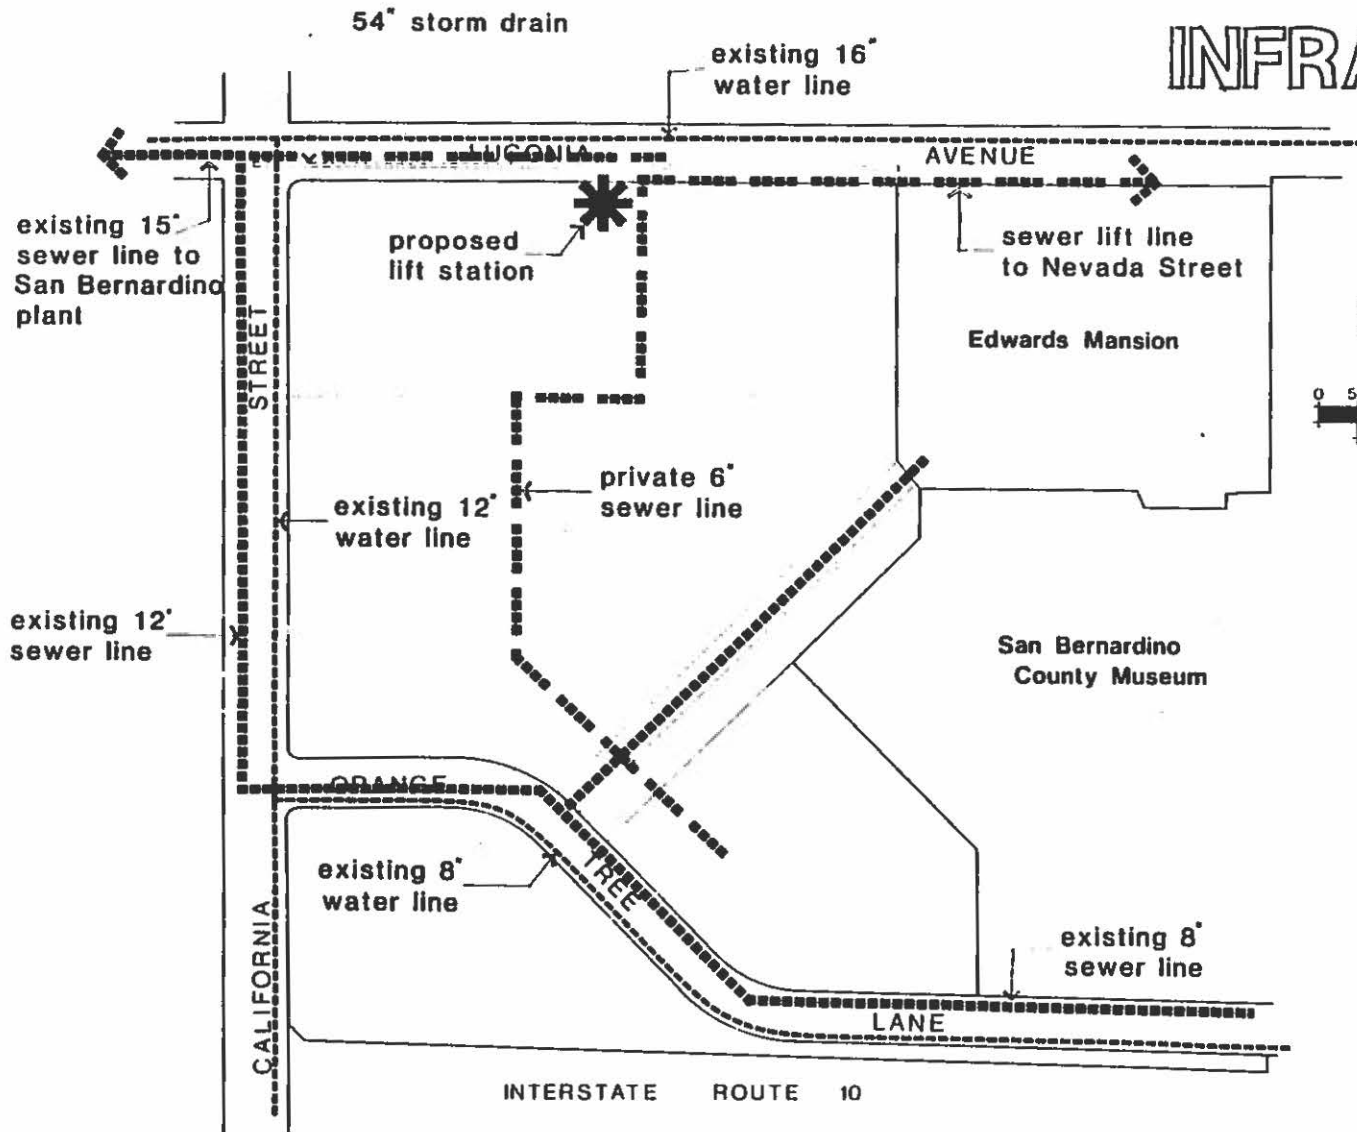 54" storm drain
INFRA
existing 16"
water line
LUGONIA
AVENUE
existing 15"
sewer line to
San Bernardino
plant
proposed
lift station
sewer lift line
to Nevada Street
STREET
Edwards Mansion
0 5
private 6"
sewer line
existing 12"
water line
existing 12"
sewer line
San Bernardino
County Museum
ORANGE
TREE
existing 8"
water line
CALIFORNIA
existing 8"
sewer line
LANE
INTERSTATE ROUTE 10